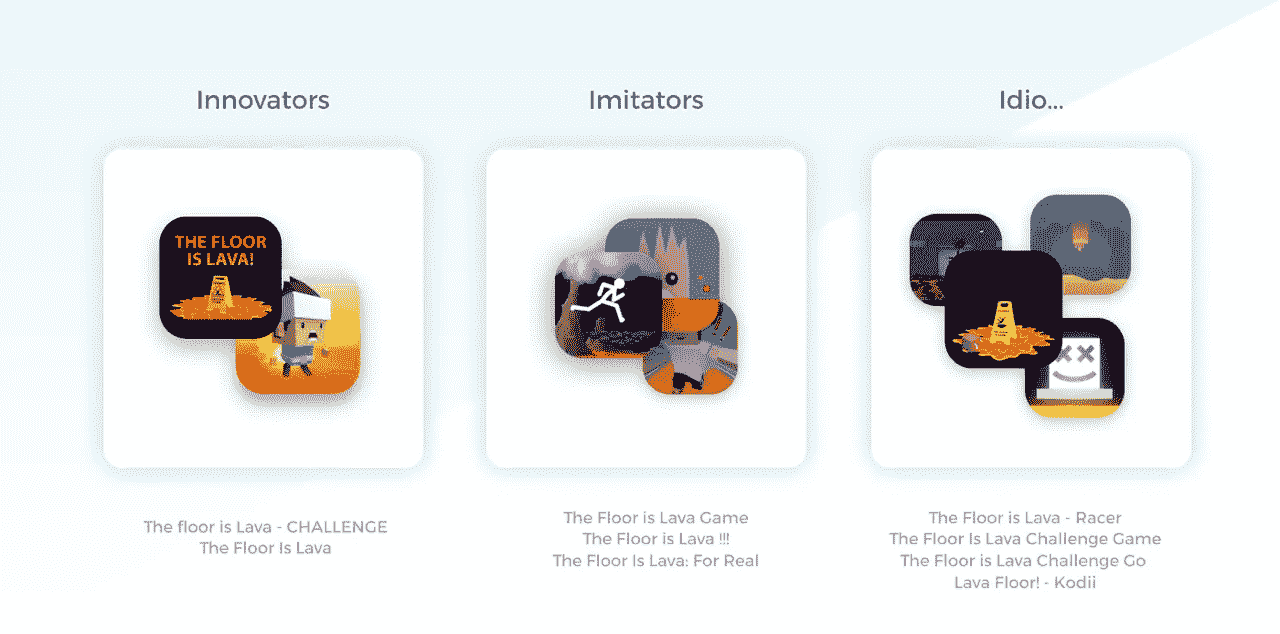 Innovators
Imitators
Idio...
THE FLOOR
IS LAVA!
The floor is Lava - CHALLENGE
The Floor Is Lava
The Floor is Lava Game
The Floor is Lava !!!
The Floor Is Lava: For Real
The Floor is Lava - Racer
The Floor Is Lava Challenge Game
The Floor is Lava Challenge Go
Lava Floor! - Kodii